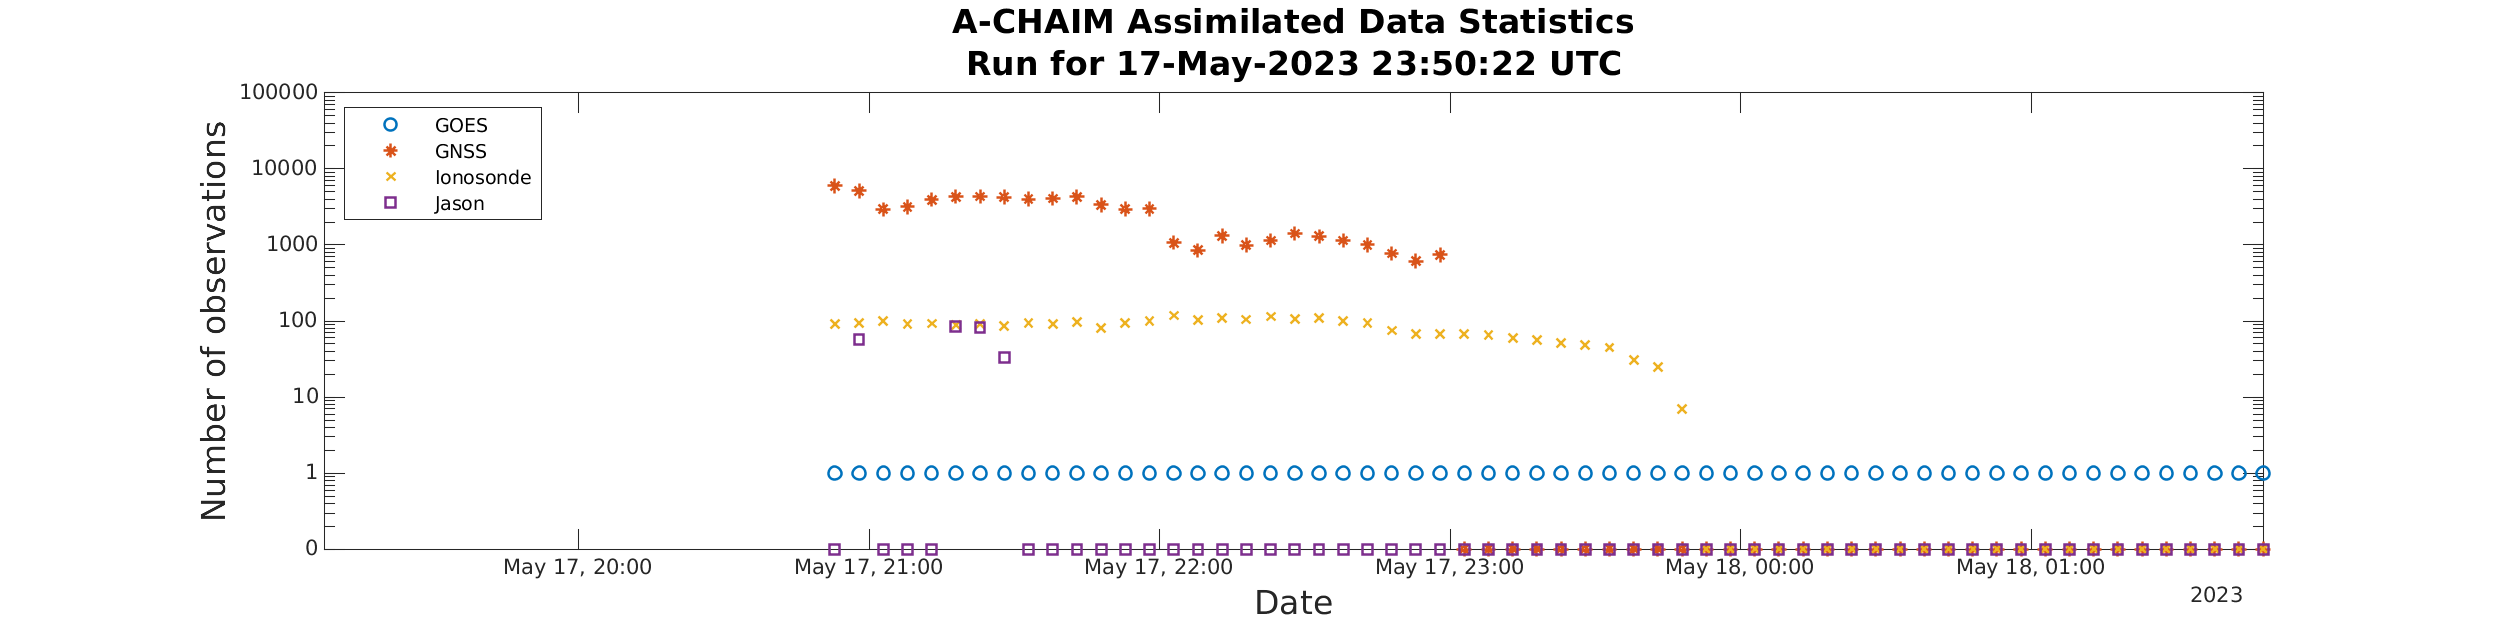 A-CHAIM Assimilated Data Statistics
Run for 17-May-2023 23:50:22 UTC
Number of observations
100000
10000
1000
100
10
1
0
GOES
GNSS
Ionosonde
Jason
May 17, 20:00
May 17, 21:00
May 17, 22:00
May 17, 23:00
May 18, 00:00
May 18, 01:00
2023
Date